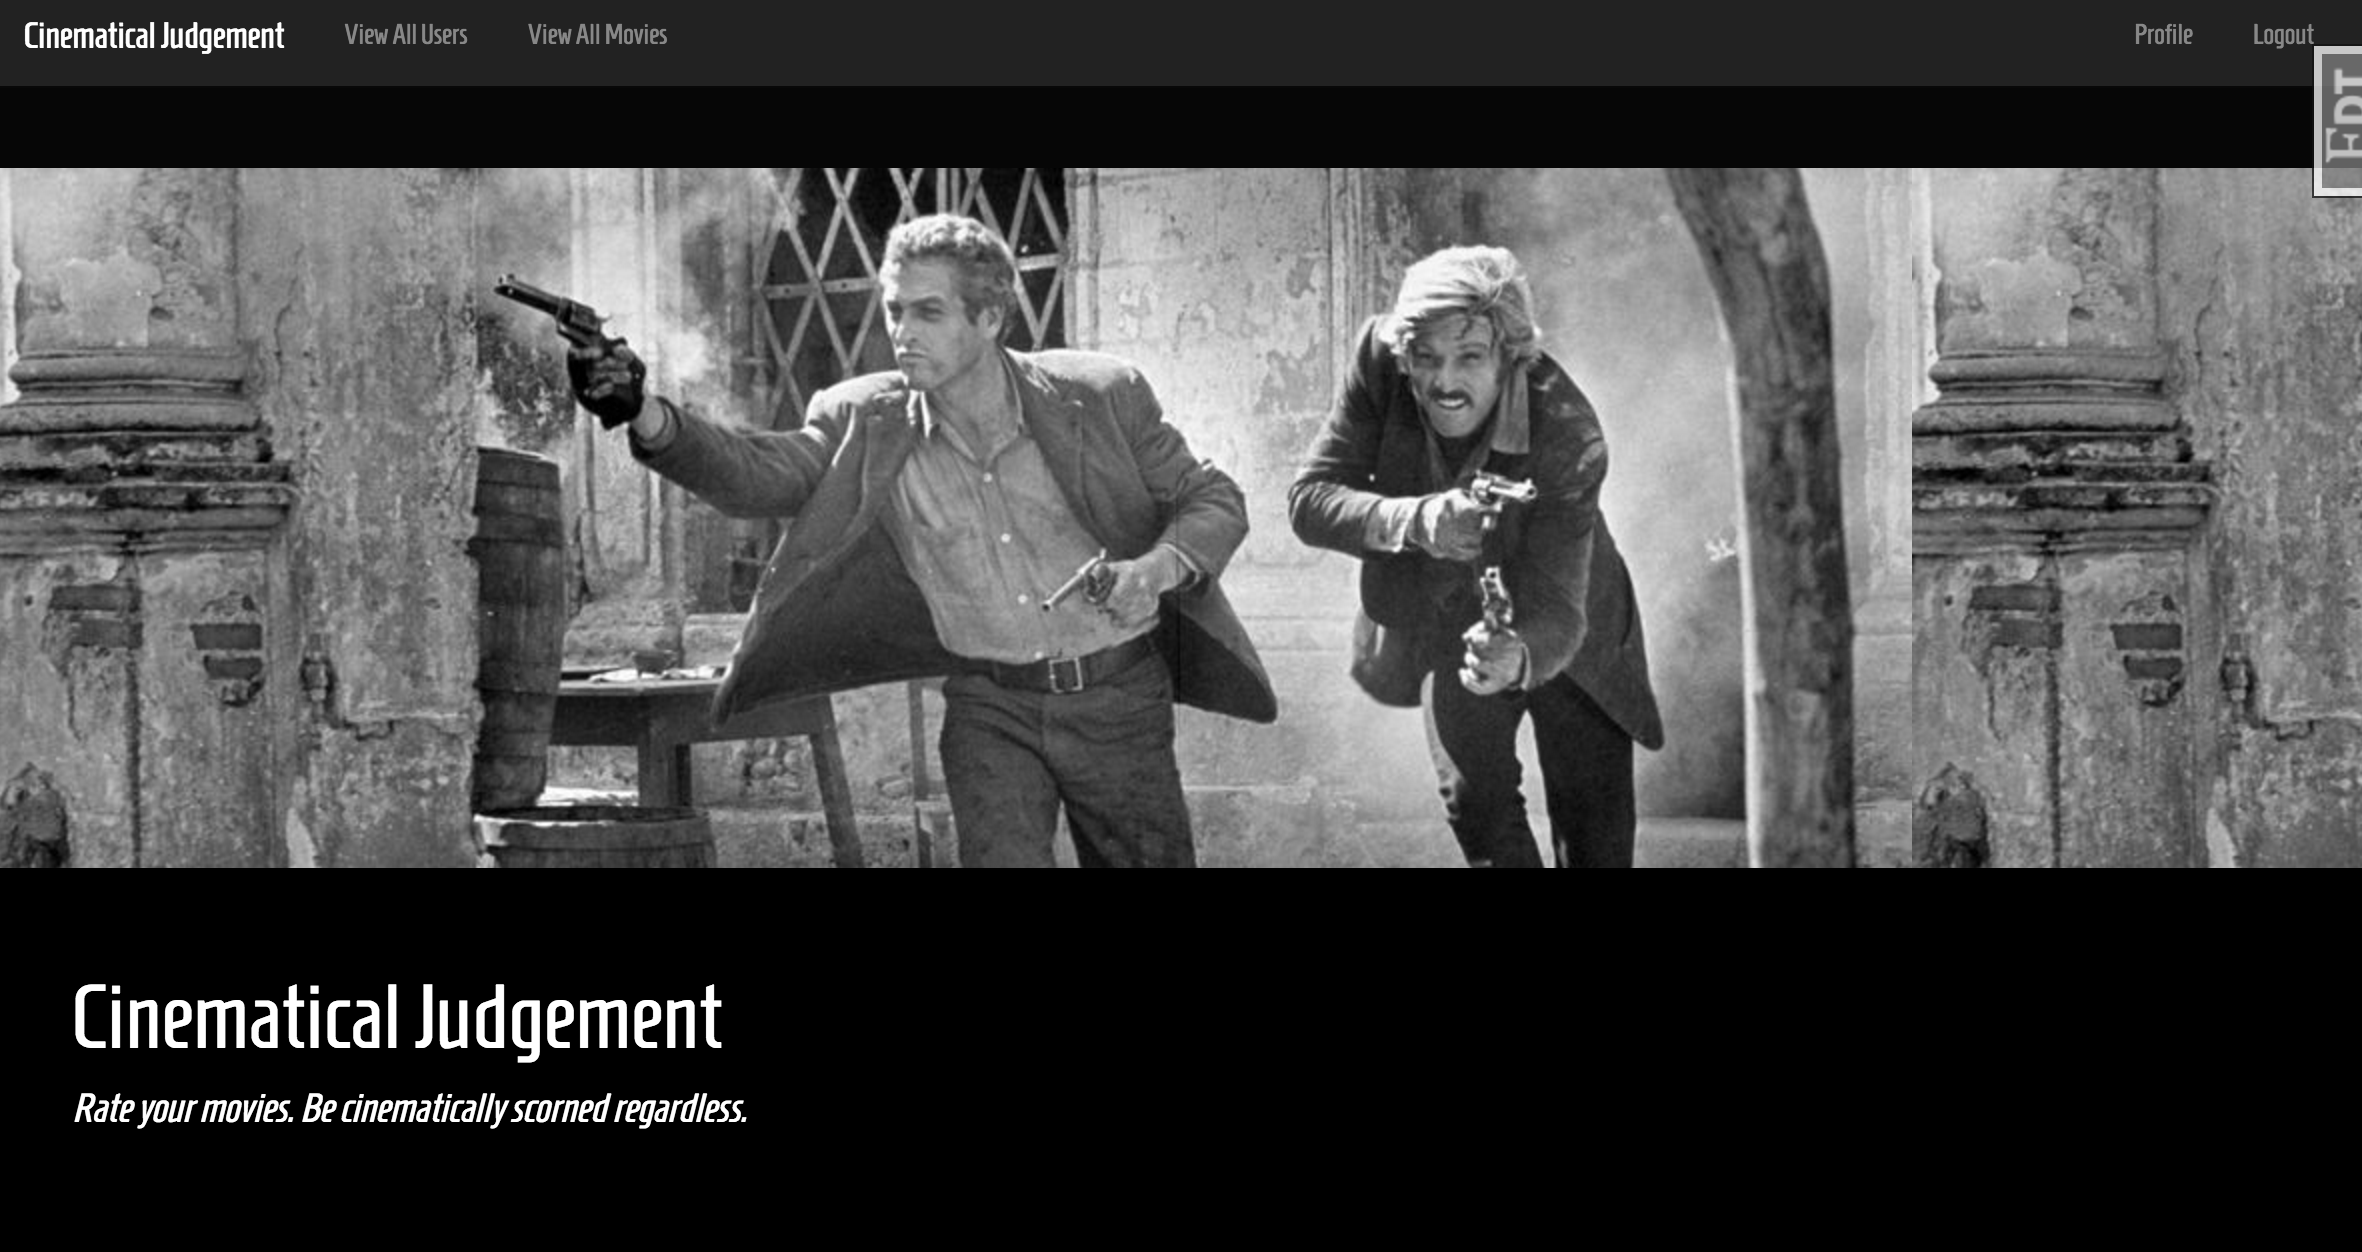 Cinematical Judgement
View All Users
View All Movies
Profile
Logout
FDT
Cinematical Judgement
Rate your movies. Be cinematically scorned regardless.